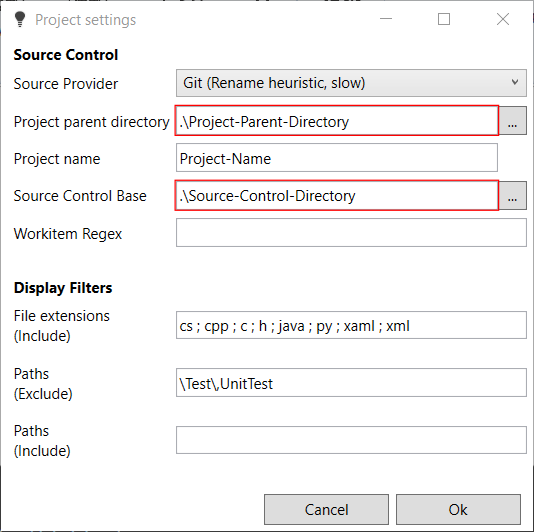 Project settings
Source Control
Source Provider Git (Rename heuristic, slow)
Project parent directory .\Project-Parent-Directory ...
Project name Project-Name
Source Control Base .\Source-Control-Directory ...
Workitem Regex
Display Filters
File extensions
(Include) cs ; cpp ; c ; h ; java ; py ; xaml ; xml
Paths
(Exclude) \Test\,UnitTest
Paths
(Include)
Cancel Ok